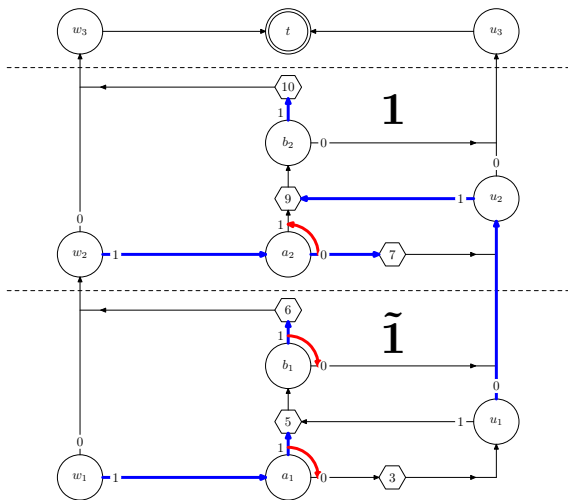 w₃ t u₃
10
1
1
b₂ 0
0 9 1 u₂
0 1
w₂ 1 a₂ 0 7
6
1̃
1
b₁ 0
0
5 1 u₁
0 1
w₁ 1 a₁ 0 3